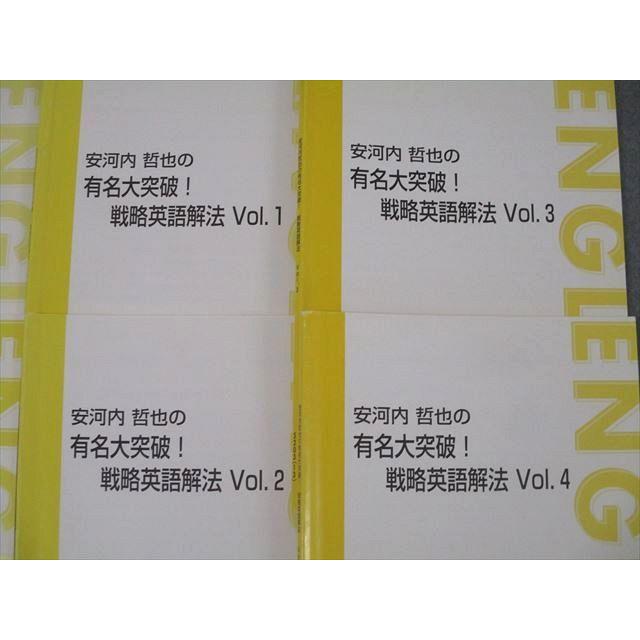 安河内 哲也の
有名大突破！
戦略英語解法 Vol.1
安河内 哲也の
有名大突破！
戦略英語解法 Vol.3
安河内 哲也の
有名大突破！
戦略英語解法 Vol.2
安河内 哲也の
有名大突破！
戦略英語解法 Vol.4
ENGL
ENG